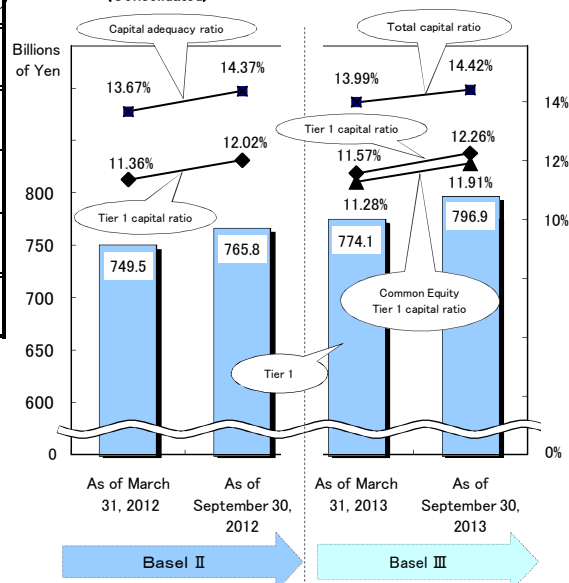 (Consolidated)
Capital adequacy ratio
Total capital ratio
Billions
of Yen
13.67%
14.37%
13.99%
14.42%
14%
Tier 1 capital ratio
11.36%
12.02%
11.57%
12.26%
12%
11.28%
11.91%
Tier 1 capital ratio
10%
800
750
700
650
600
0
0%
749.5
765.8
774.1
796.9
Common Equity
Tier 1 capital ratio
Tier 1
As of March
31, 2012
As of
September 30,
2012
As of March
31, 2013
As of
September 30,
2013
Basel Ⅱ
Basel Ⅲ